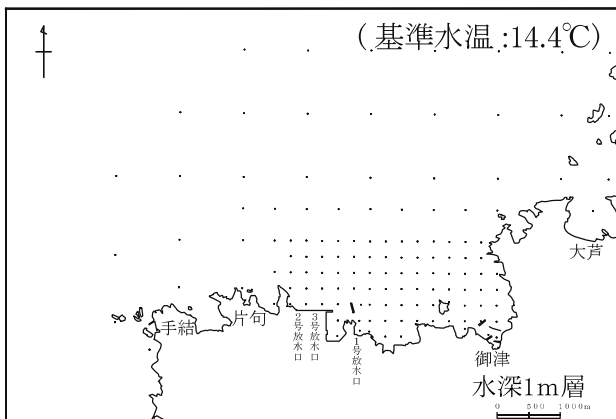 (基準水温:14.4℃)
大芦
手結
片句
2号放水口
3号放水口
1号放水口
御津
水深1m層
0 500 1000m